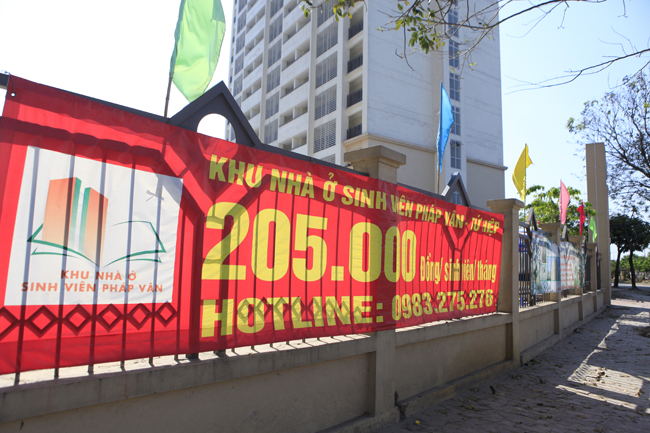 KHU NHÀ Ở
SINH VIÊN PHÁP VÂN
KHU NHÀ Ở SINH VIÊN PHÁP VÂN - TỨ HIỆP
205.000 Đồng/ sinh viên/ tháng
HOTLINE: 0983.275.276